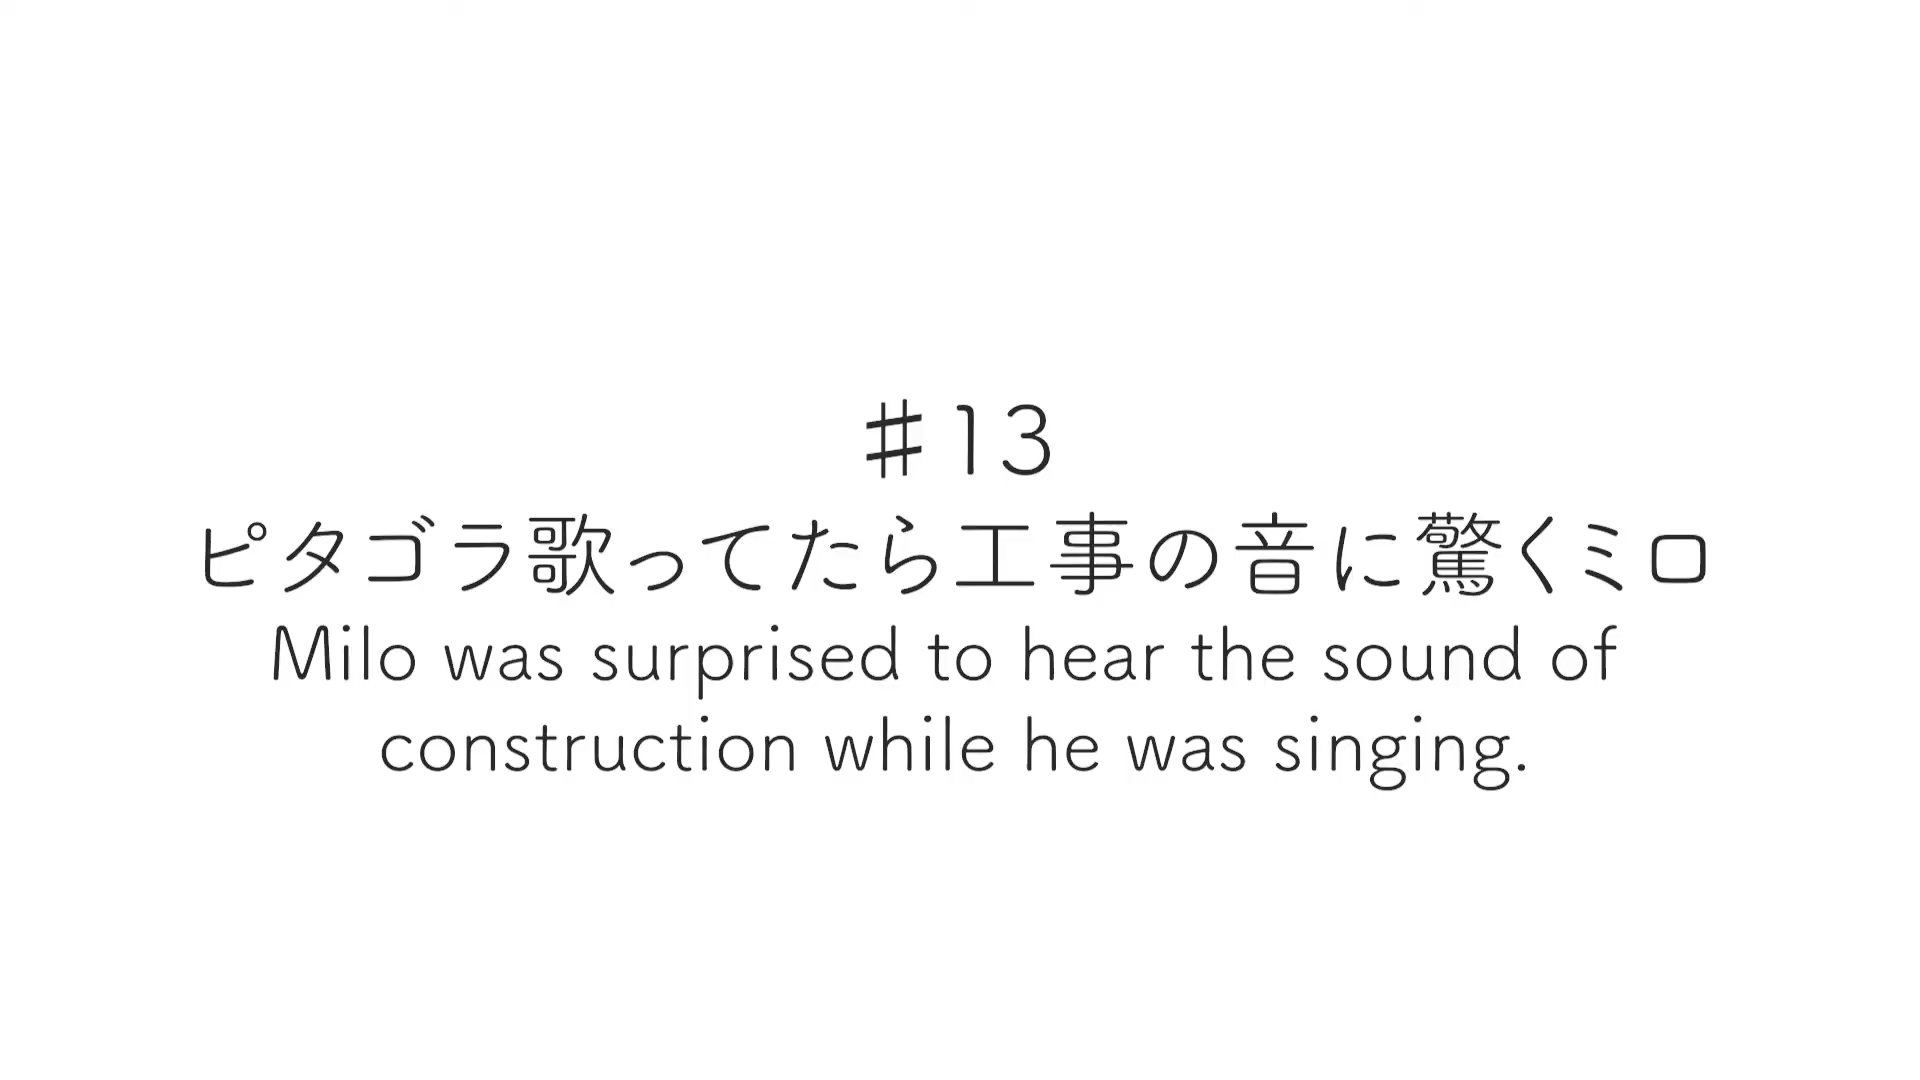 #13
ピタゴラ歌ってたら工事の音に驚くミロ
Milo was surprised to hear the sound of
construction while he was singing.